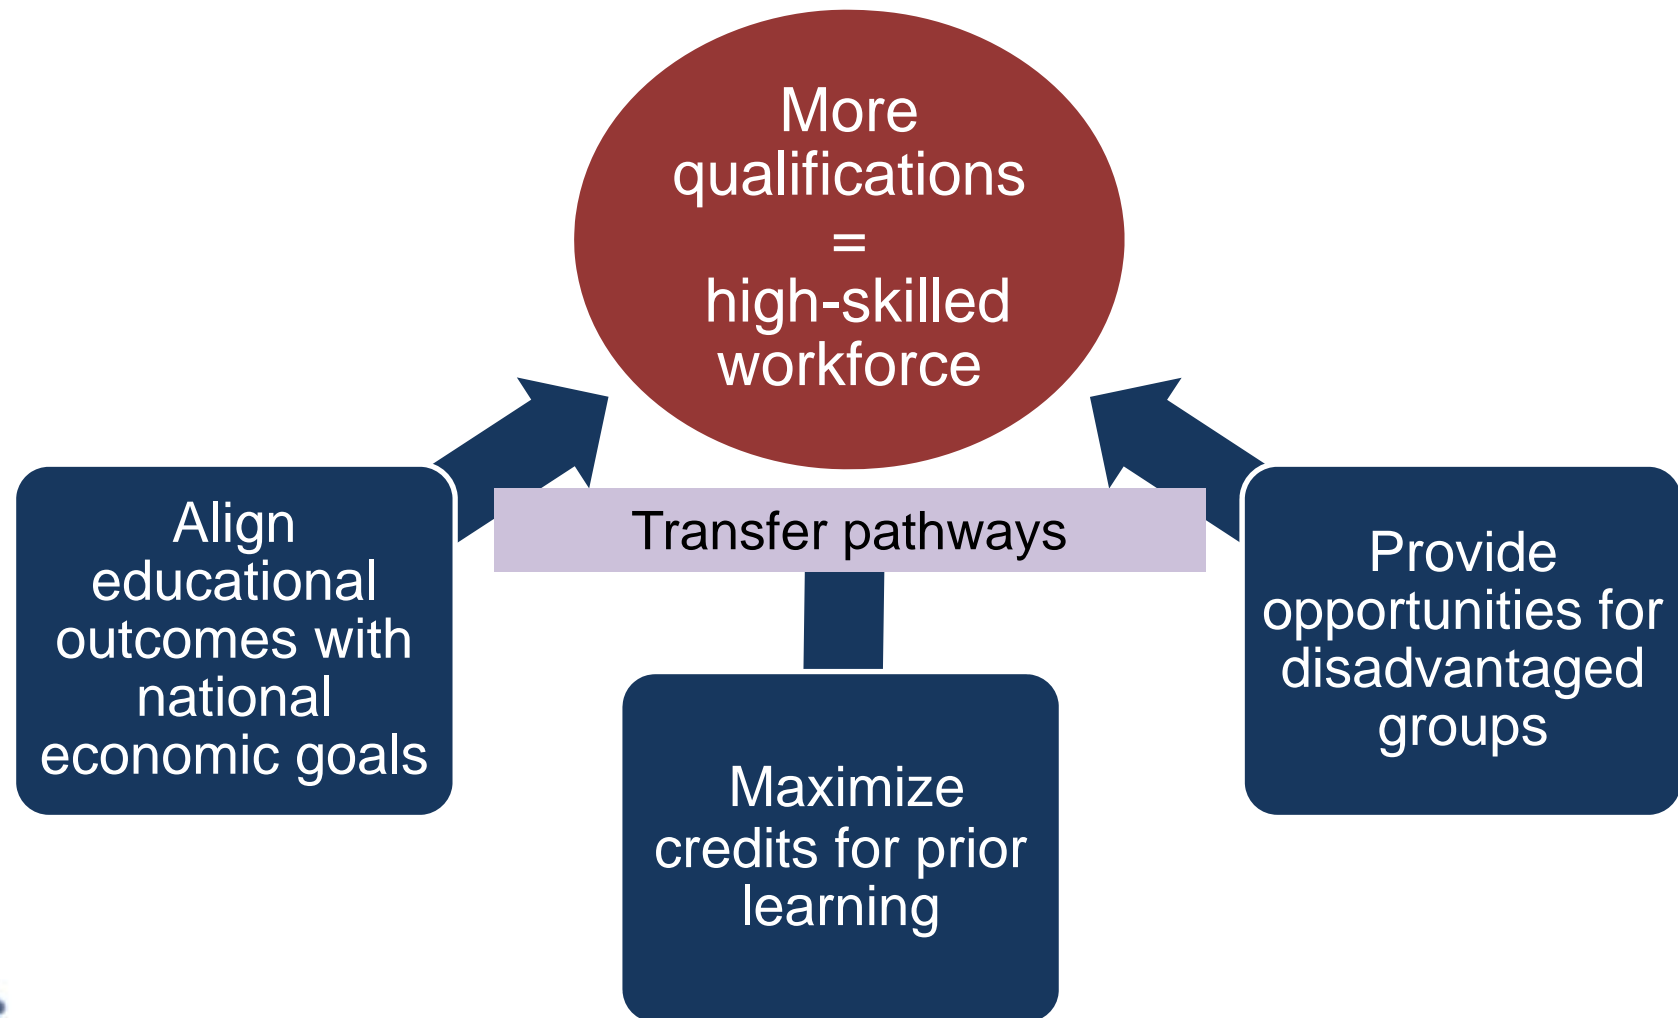 More
qualifications
=
high-skilled
workforce
Transfer pathways
Align
educational
outcomes with
national
economic goals
Maximize
credits for prior
learning
Provide
opportunities for
disadvantaged
groups